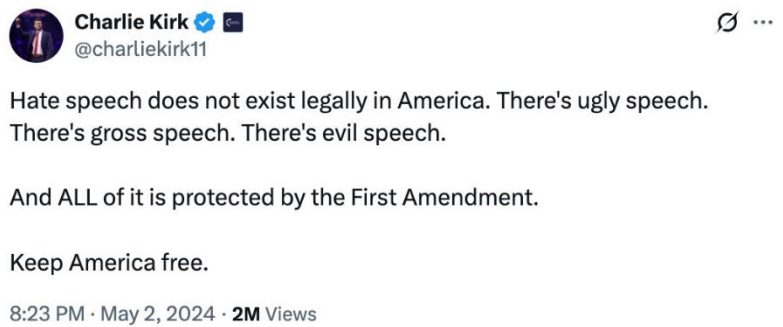 Charlie Kirk
@charliekirk11
Hate speech does not exist legally in America. There's ugly speech.
There's gross speech. There's evil speech.
And ALL of it is protected by the First Amendment.
Keep America free.
8:23 PM · May 2, 2024 · 2M Views